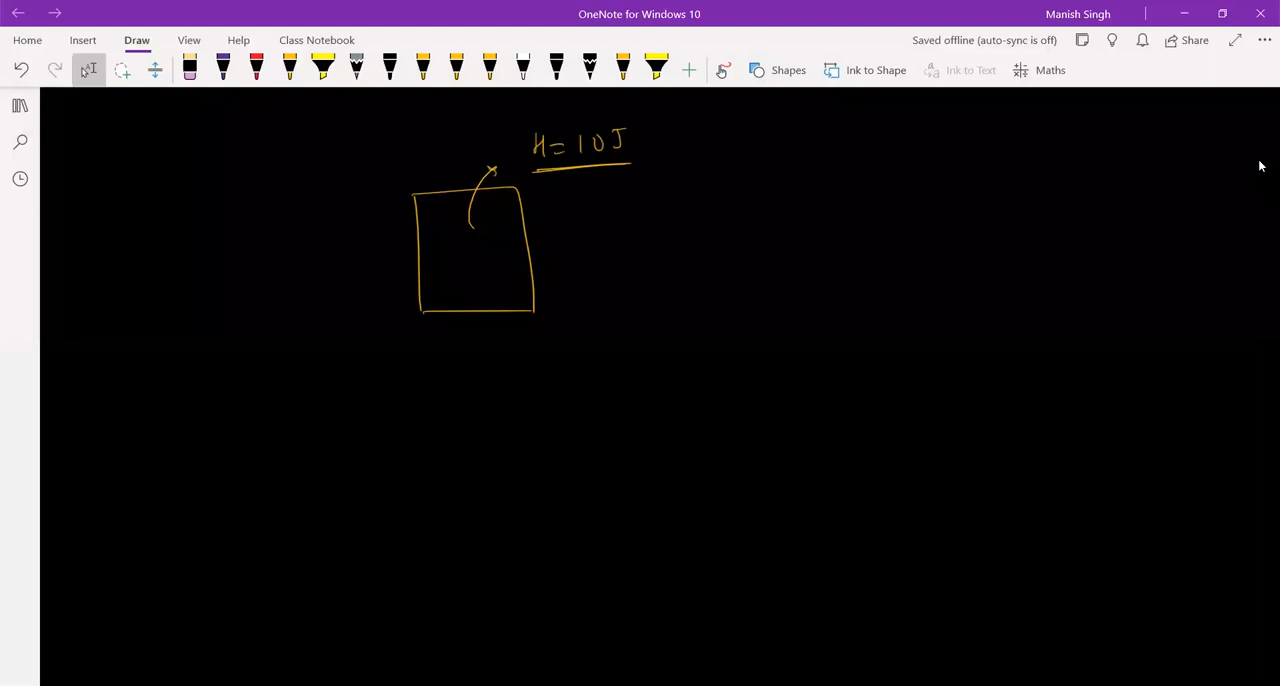 OneNote for Windows 10
Manish Singh
Home Insert Draw View Help Class Notebook
Saved offline (auto-sync is off) Share
Shapes Ink to Shape Ink to Text Maths
H = 10 J